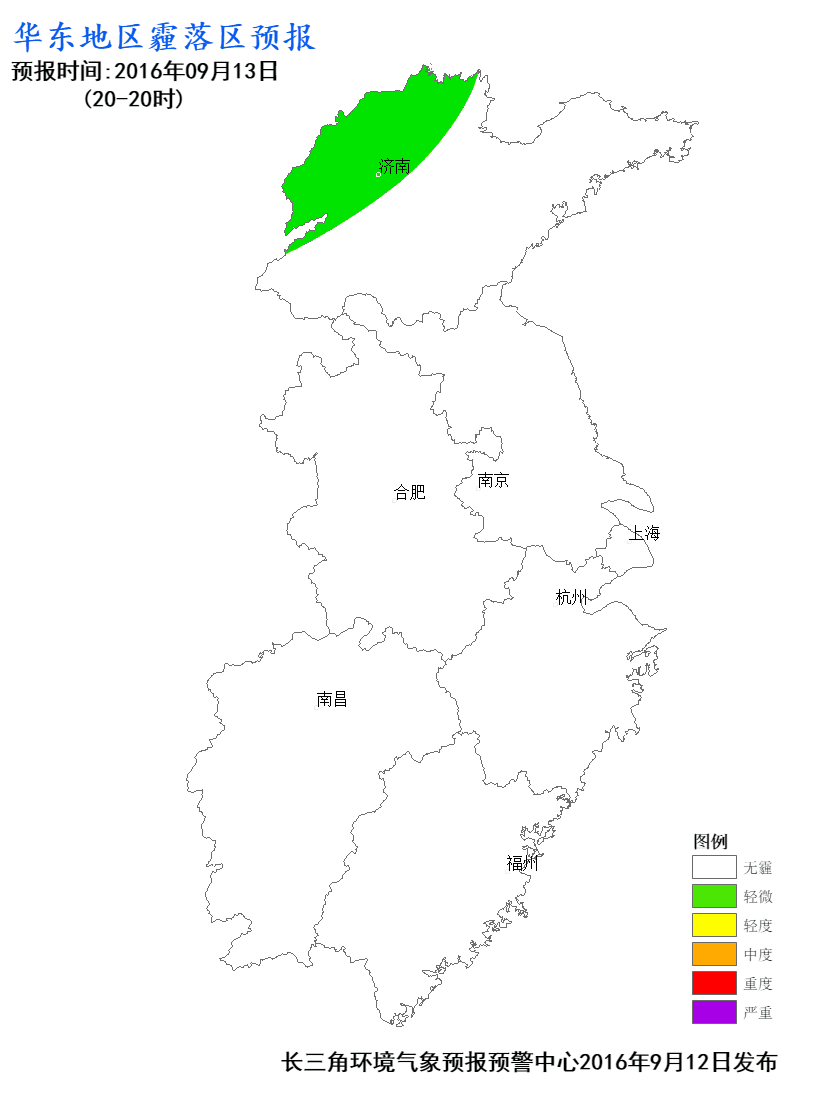 华东地区霾落区预报
预报时间:2016年09月13日
(20-20时)
济南
南京
合肥
上海
杭州
南昌
福州
图例
无霾
轻微
轻度
中度
重度
严重
长三角环境气象预报预警中心2016年9月12日发布